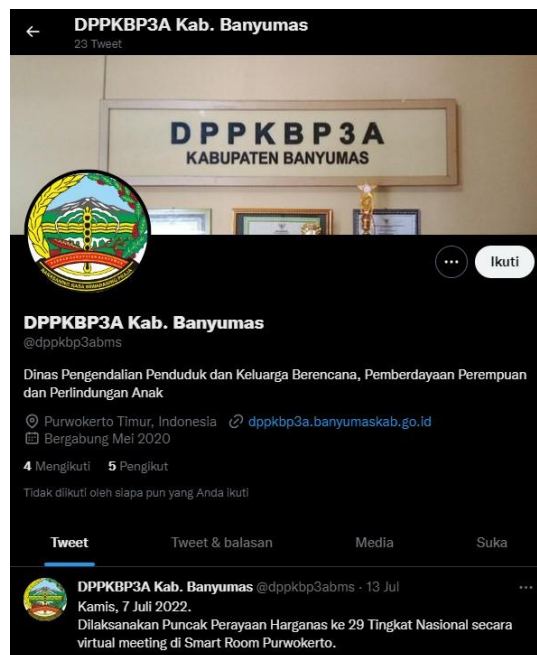 DPPKBP3A Kab. Banyumas
23 Tweet
DPPKBP3A
KABUPATEN BANYUMAS
Ikuti
DPPKBP3A Kab. Banyumas
@dppkbp3abms
Dinas Pengendalian Penduduk dan Keluarga Berencana, Pemberdayaan Perempuan
dan Perlindungan Anak
Purwokerto Timur, Indonesia dppkbp3a.banyumaskab.go.id
Bergabung Mei 2020
4 Mengikuti 5 Pengikut
Tidak diikuti oleh siapa pun yang Anda ikuti
Tweet Tweet & balasan Media Suka
DPPKBP3A Kab. Banyumas @dppkbp3abms · 13 Jul
Kamis, 7 Juli 2022.
Dilaksanakan Puncak Perayaan Harganas ke 29 Tingkat Nasional secara
virtual meeting di Smart Room Purwokerto.